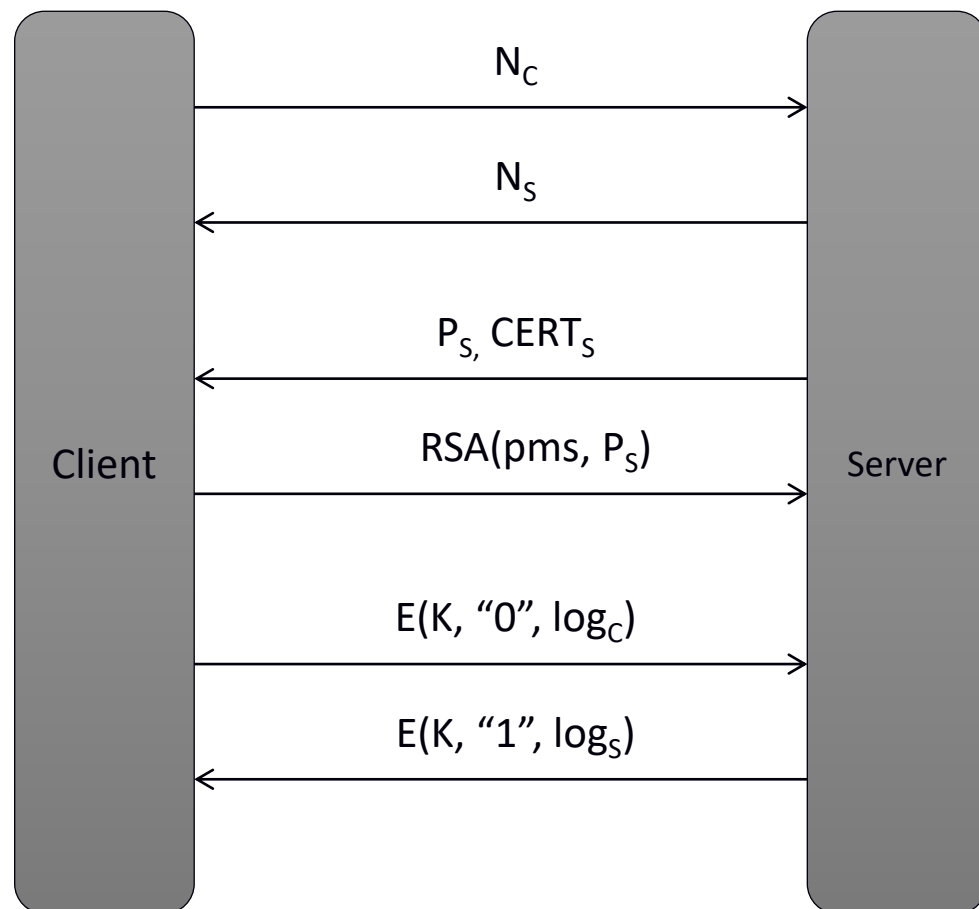 N_C
N_S
P_S, CERT_S
Client
RSA(pms, P_S)
Server
E(K, “0”, log_C)
E(K, “1”, log_S)